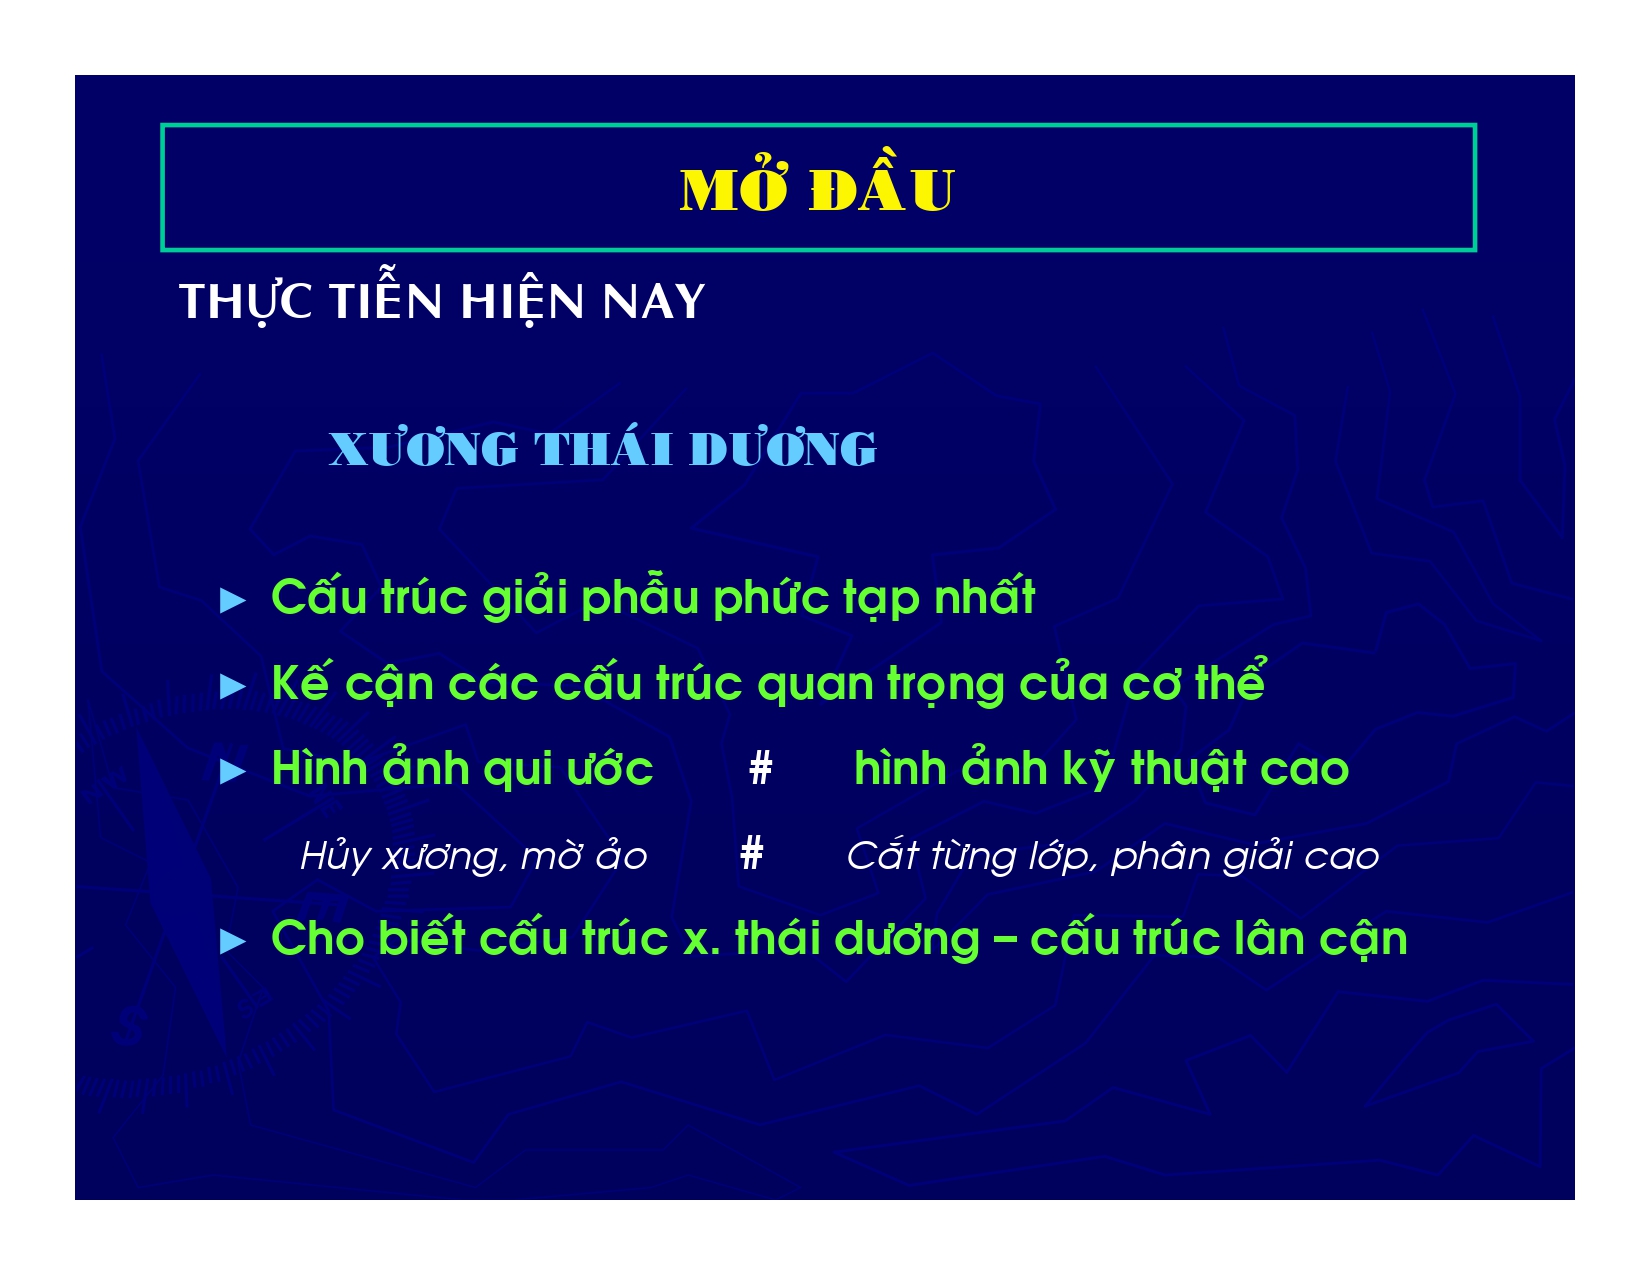 MỞ ĐẦU
THỰC TIỄN HIỆN NAY
XƯƠNG THÁI DƯƠNG
► Cấu trúc giải phẫu phức tạp nhất
► Kế cận các cấu trúc quan trọng của cơ thể
► Hình ảnh qui ước # hình ảnh kỹ thuật cao
Hủy xương, mờ ảo # Cắt từng lớp, phân giải cao
► Cho biết cấu trúc x. thái dương – cấu trúc lân cận